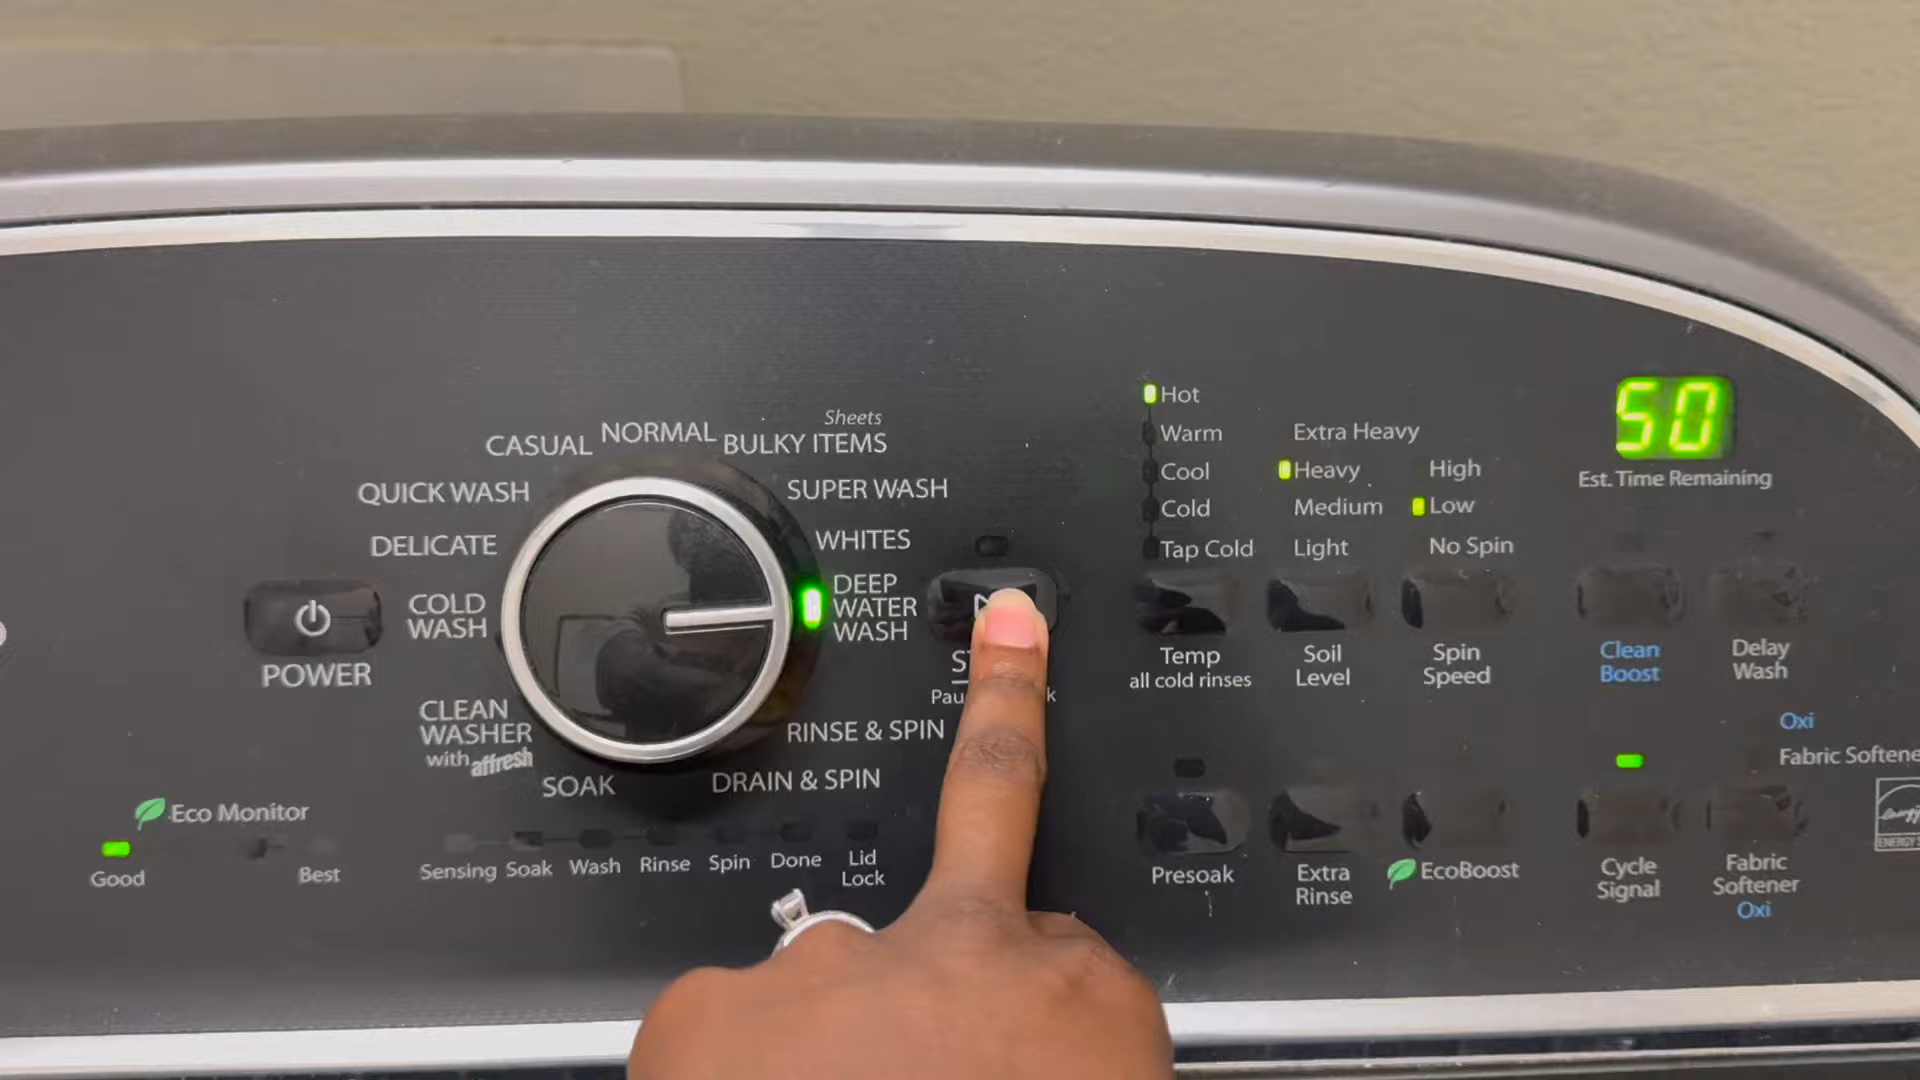 Sheets
CASUAL
NORMAL
BULKY ITEMS
QUICK WASH
SUPER WASH
DELICATE
WHITES
COLD
WASH
DEEP
WATER
WASH
POWER
CLEAN
WASHER
with affresh
SOAK
DRAIN & SPIN
RINSE & SPIN
Eco Monitor
Good
Best
Sensing
Soak
Wash
Rinse
Spin
Done
Lid
Lock
Hot
Warm
Cool
Cold
Tap Cold
Temp
all cold rinses
Extra Heavy
Heavy
Medium
Light
Soil
Level
High
Low
No Spin
Spin
Speed
50
Est. Time Remaining
Clean
Boost
Delay
Wash
Oxi
Presoak
Extra
Rinse
EcoBoost
Cycle
Signal
Fabric
Softener
Oxi